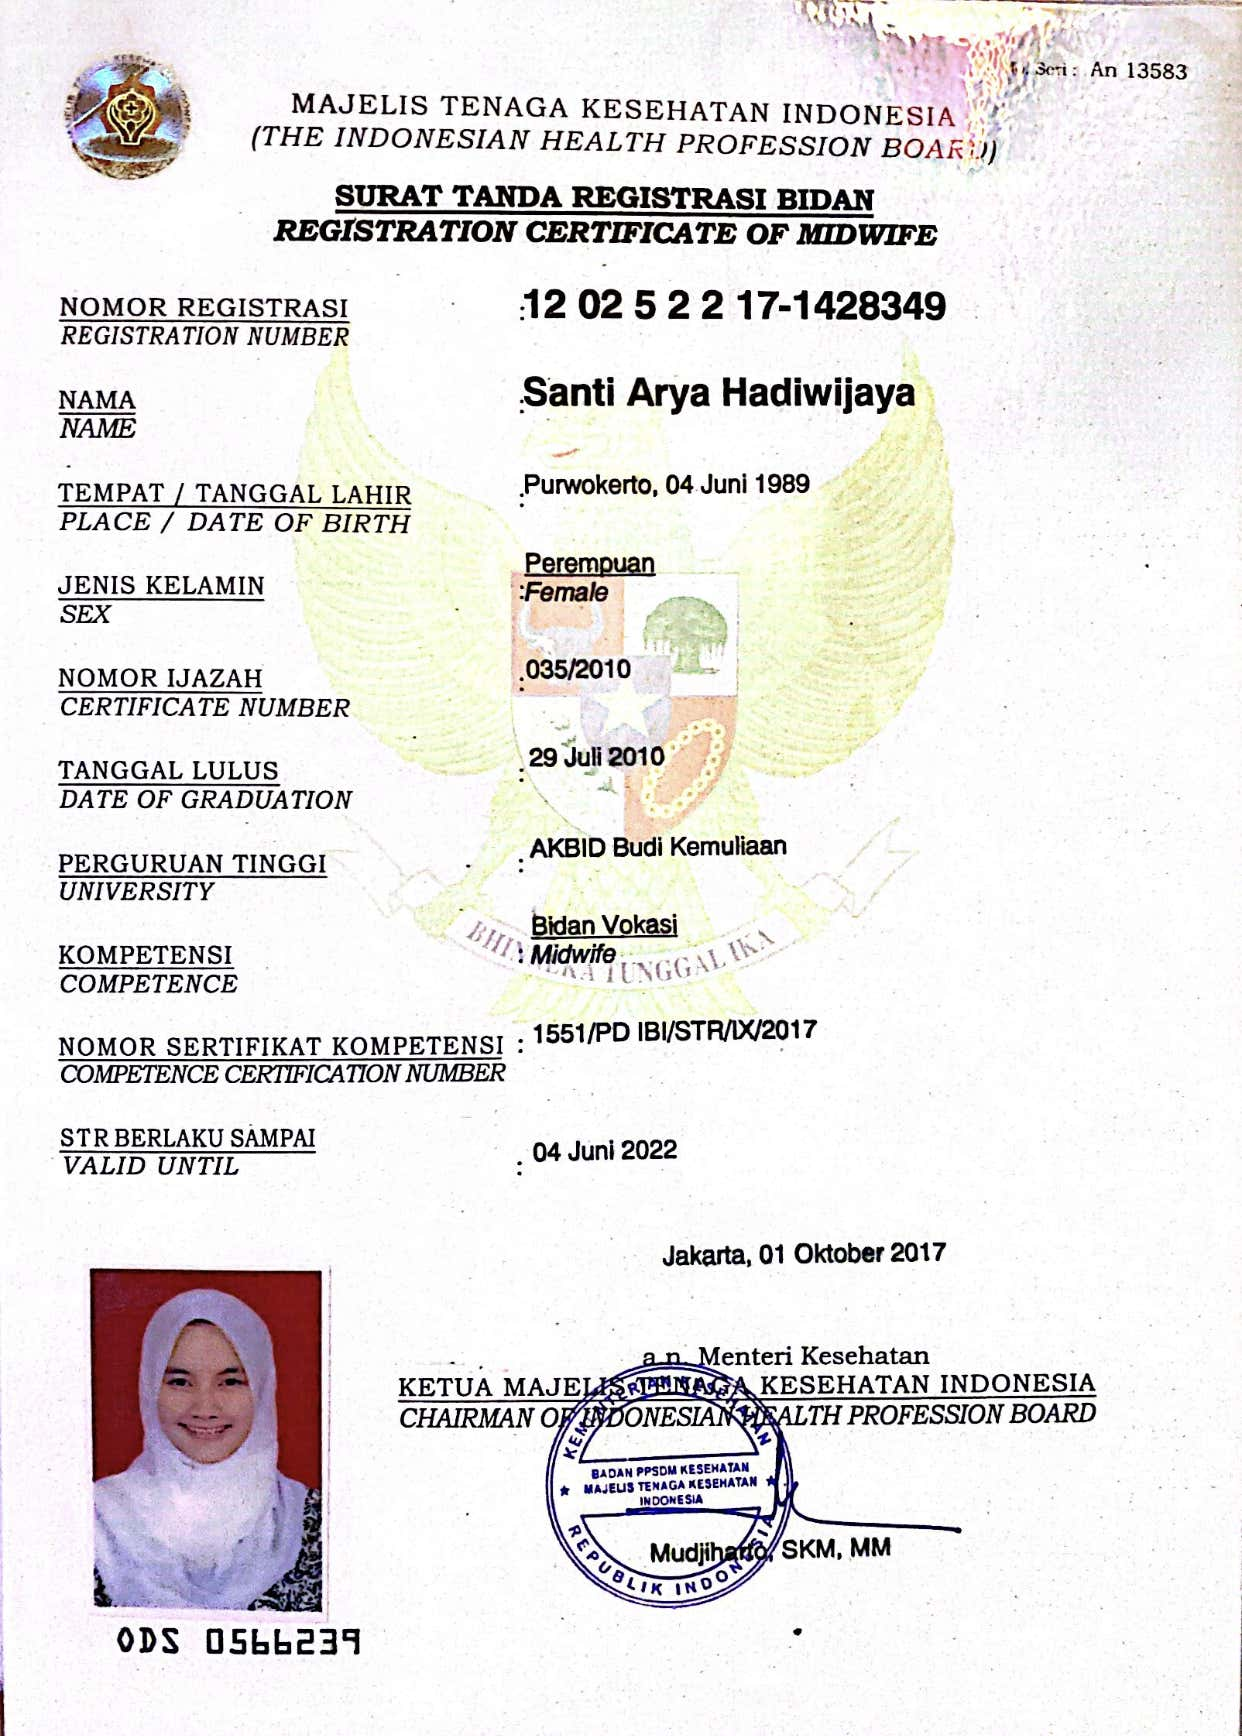 No. Seri : An 13583
MAJELIS TENAGA KESEHATAN INDONESIA
(THE INDONESIAN HEALTH PROFESSION BOARD)
SURAT TANDA REGISTRASI BIDAN
REGISTRATION CERTIFICATE OF MIDWIFE
NOMOR REGISTRASI : 12 02 5 2 2 17-1428349
REGISTRATION NUMBER
NAMA : Santi Arya Hadiwijaya
NAME
TEMPAT / TANGGAL LAHIR : Purwokerto, 04 Juni 1989
PLACE / DATE OF BIRTH
Perempuan
JENIS KELAMIN : Female
SEX
NOMOR IJAZAH : 035/2010
CERTIFICATE NUMBER
TANGGAL LULUS : 29 Juli 2010
DATE OF GRADUATION
PERGURUAN TINGGI : AKBID Budi Kemuliaan
UNIVERSITY
Bidan Vokasi
KOMPETENSI : Midwife
COMPETENCE
BHINNEKA TUNGGAL IKA
NOMOR SERTIFIKAT KOMPETENSI : 1551/PD IBI/STR/IX/2017
COMPETENCE CERTIFICATION NUMBER
STR BERLAKU SAMPAI : 04 Juni 2022
VALID UNTIL
Jakarta, 01 Oktober 2017
a.n. Menteri Kesehatan
KETUA MAJELIS TENAGA KESEHATAN INDONESIA
CHAIRMAN OF INDONESIAN HEALTH PROFESSION BOARD
KEMENTERIAN KESEHATAN
BADAN PPSDM KESEHATAN
MAJELIS TENAGA KESEHATAN
INDONESIA
REPUBLIK INDONESIA
Mudjiharto, SKM, MM
ODS 0566239